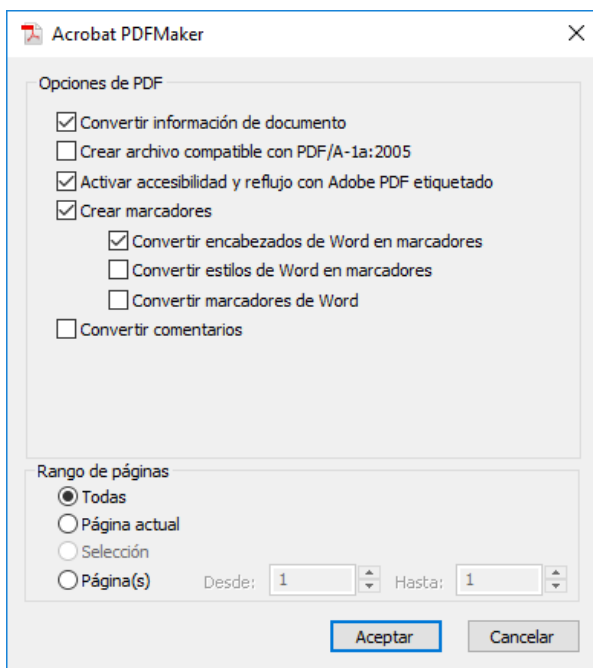 Acrobat PDFMaker
Opciones de PDF
Convertir información de documento
Crear archivo compatible con PDF/A-1a:2005
Activar accesibilidad y reflujo con Adobe PDF etiquetado
Crear marcadores
Convertir encabezados de Word en marcadores
Convertir estilos de Word en marcadores
Convertir marcadores de Word
Convertir comentarios
Rango de páginas
Todas
Página actual
Selección
Página(s) Desde: 1 Hasta: 1
Aceptar Cancelar